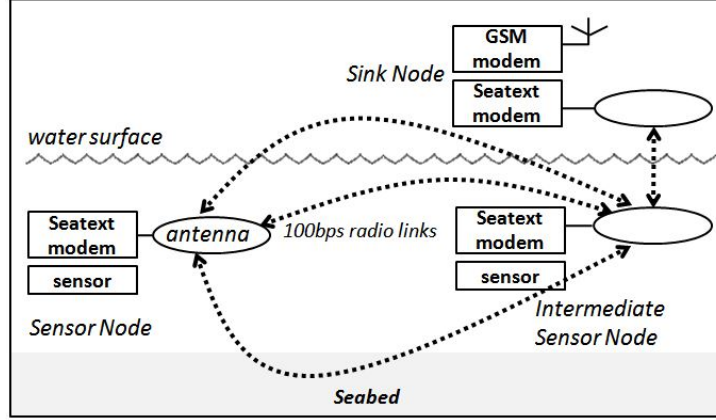 GSM
modem
Sink Node
Seatext
modem
water surface
Seatext
modem
antenna
100bps radio links
Seatext
modem
sensor
sensor
Sensor Node
Intermediate
Sensor Node
Seabed